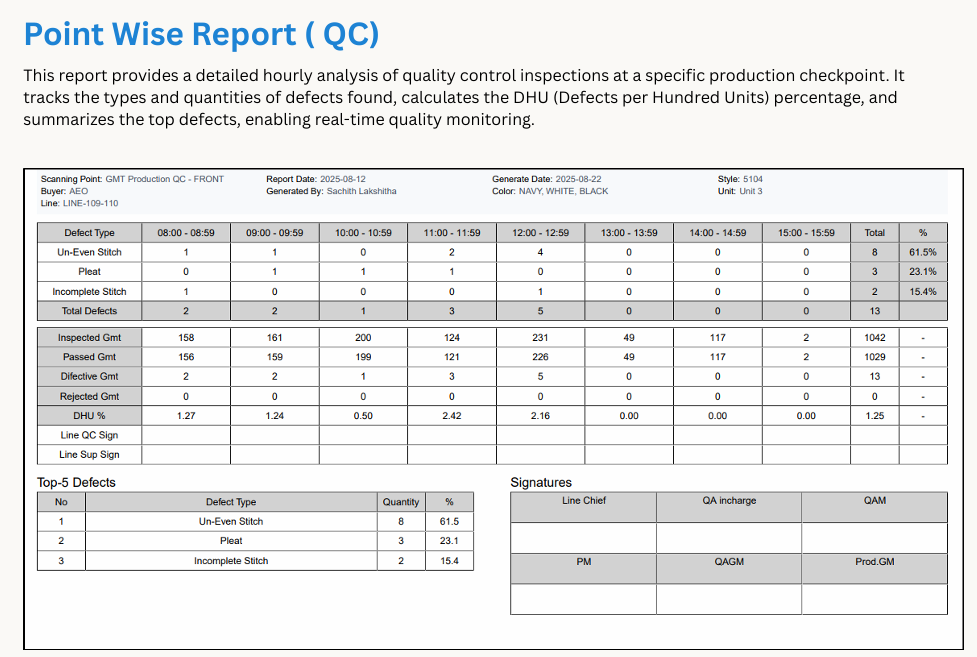 Point Wise Report ( QC)
This report provides a detailed hourly analysis of quality control inspections at a specific production checkpoint. It
tracks the types and quantities of defects found, calculates the DHU (Defects per Hundred Units) percentage, and
summarizes the top defects, enabling real-time quality monitoring.
Scanning Point: GMT Production QC - FRONT Report Date: 2025-08-12 Generate Date: 2025-08-22 Style: 5104
Buyer: AEO Generated By: Sachith Lakshitha Color: NAVY, WHITE, BLACK Unit: Unit 3
Line: LINE-109-110
Defect Type 08:00 - 08:59 09:00 - 09:59 10:00 - 10:59 11:00 - 11:59 12:00 - 12:59 13:00 - 13:59 14:00 - 14:59 15:00 - 15:59 Total %
Un-Even Stitch 1 1 0 2 4 0 0 0 8 61.5%
Pleat 0 1 1 1 0 0 0 0 3 23.1%
Incomplete Stitch 1 0 0 0 1 0 0 0 2 15.4%
Total Defects 2 2 1 3 5 0 0 0 13
Inspected Gmt 158 161 200 124 231 49 117 2 1042 -
Passed Gmt 156 159 199 121 226 49 117 2 1029 -
Difective Gmt 2 2 1 3 5 0 0 0 13 -
Rejected Gmt 0 0 0 0 0 0 0 0 0 -
DHU % 1.27 1.24 0.50 2.42 2.16 0.00 0.00 0.00 1.25 -
Line QC Sign
Line Sup Sign
Top-5 Defects
No Defect Type Quantity %
1 Un-Even Stitch 8 61.5
2 Pleat 3 23.1
3 Incomplete Stitch 2 15.4
Signatures
Line Chief QA incharge QAM
PM QAGM Prod.GM